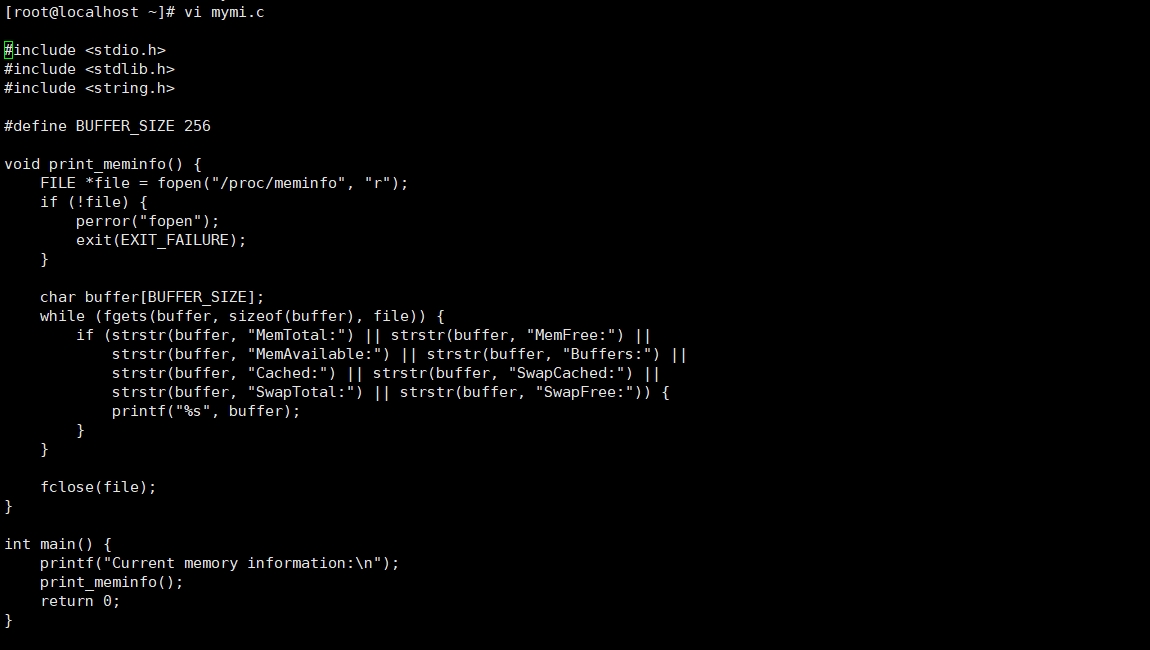 [root@localhost ~]# vi mymi.c
#include <stdio.h>
#include <stdlib.h>
#include <string.h>
#define BUFFER_SIZE 256
void print_meminfo() {
    FILE *file = fopen("/proc/meminfo", "r");
    if (!file) {
        perror("fopen");
        exit(EXIT_FAILURE);
    }
    char buffer[BUFFER_SIZE];
    while (fgets(buffer, sizeof(buffer), file)) {
        if (strstr(buffer, "MemTotal:") || strstr(buffer, "MemFree:") ||
            strstr(buffer, "MemAvailable:") || strstr(buffer, "Buffers:") ||
            strstr(buffer, "Cached:") || strstr(buffer, "SwapCached:") ||
            strstr(buffer, "SwapTotal:") || strstr(buffer, "SwapFree:")) {
            printf("%s", buffer);
        }
    }
    fclose(file);
}
int main() {
    printf("Current memory information:\n");
    print_meminfo();
    return 0;
}